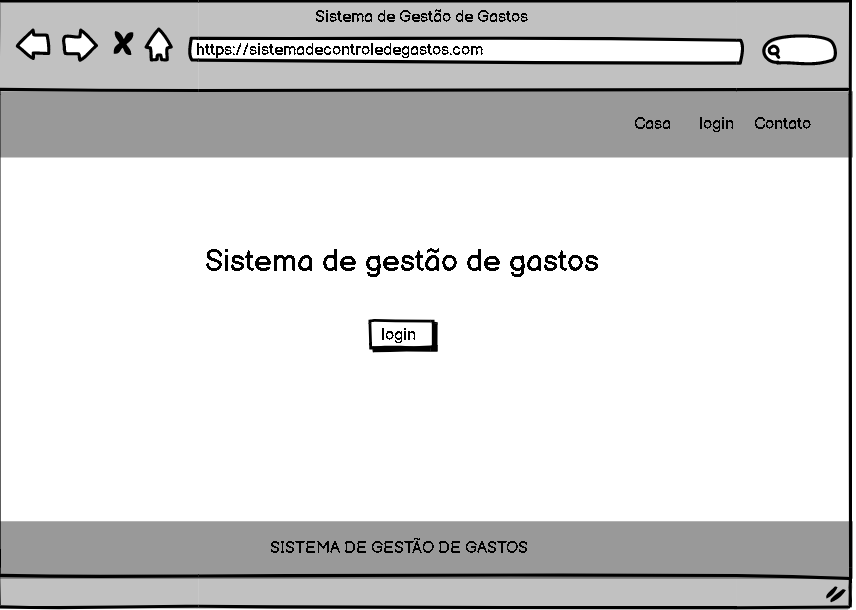 Sistema de Gestão de Gastos
https://sistemadecontroledegastos.com
Casa login Contato
Sistema de gestão de gastos
login
SISTEMA DE GESTÃO DE GASTOS